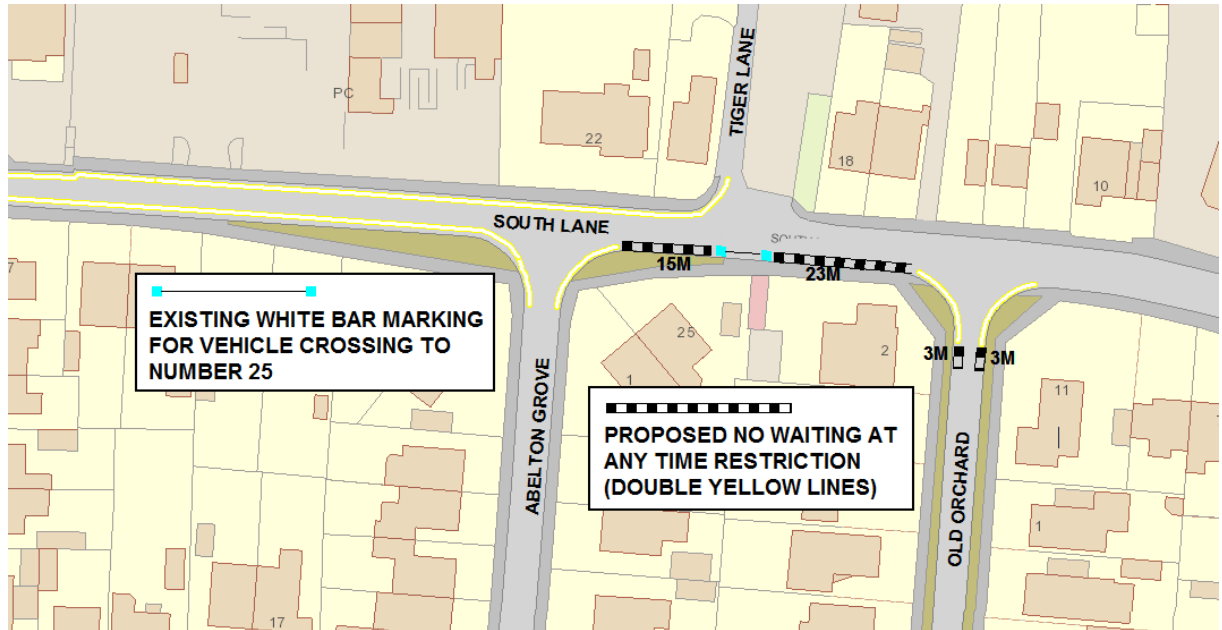 PC
22
TIGER LANE
18
10
SOUTH LANE
15M
23M
7
EXISTING WHITE BAR MARKING
FOR VEHICLE CROSSING TO
NUMBER 25
25
1
2
3M
3M
11
PROPOSED NO WAITING AT
ANY TIME RESTRICTION
(DOUBLE YELLOW LINES)
ABELTON GROVE
OLD ORCHARD
1
17